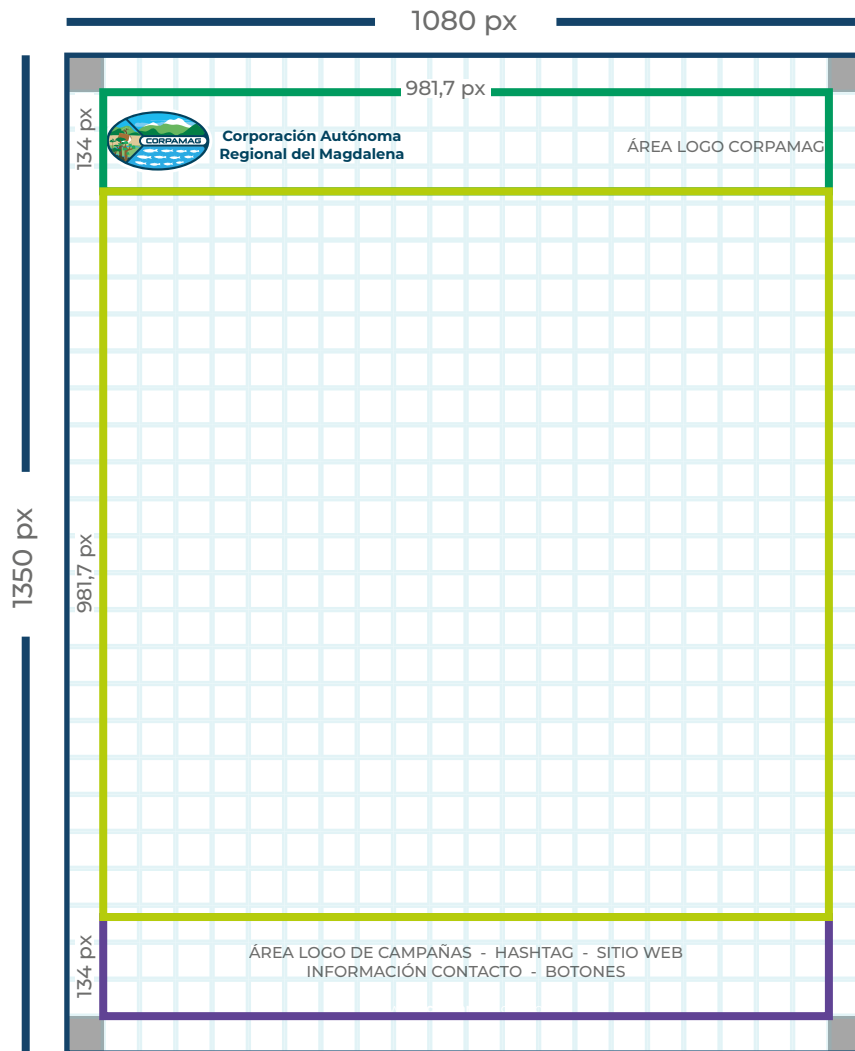 1080 px
981,7 px
134 px
CORPAMAG
Corporación Autónoma
Regional del Magdalena
ÁREA LOGO CORPAMAG
1350 px
981,7 px
134 px
ÁREA LOGO DE CAMPAÑAS - HASHTAG - SITIO WEB
INFORMACIÓN CONTACTO - BOTONES